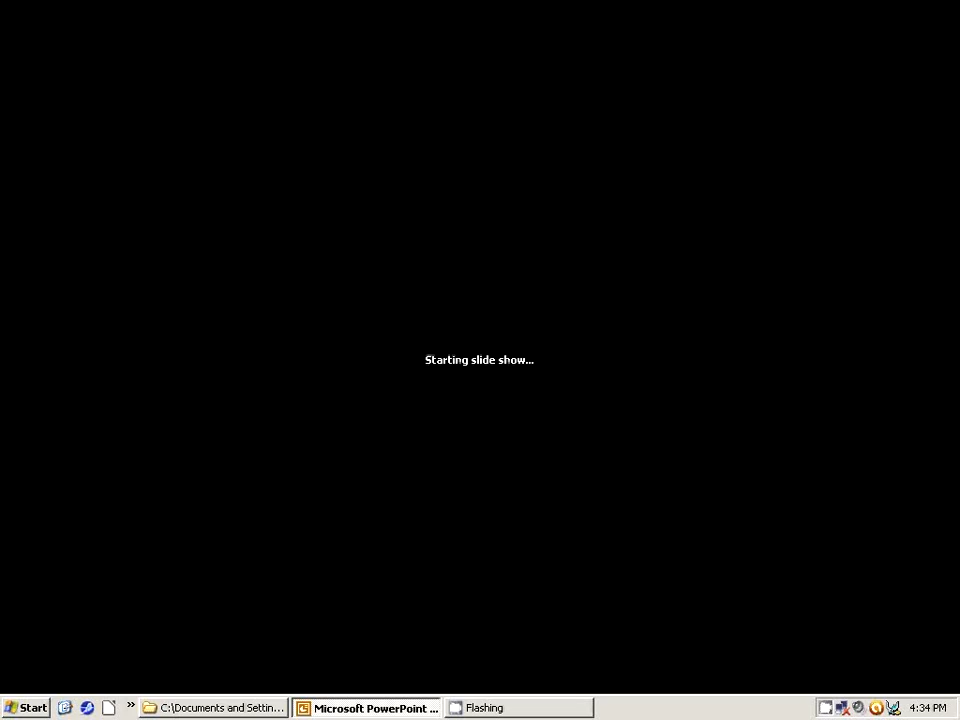 Starting slide show...
Start
»
C:\Documents and Settin...
Microsoft PowerPoint ...
Flashing
4:34 PM